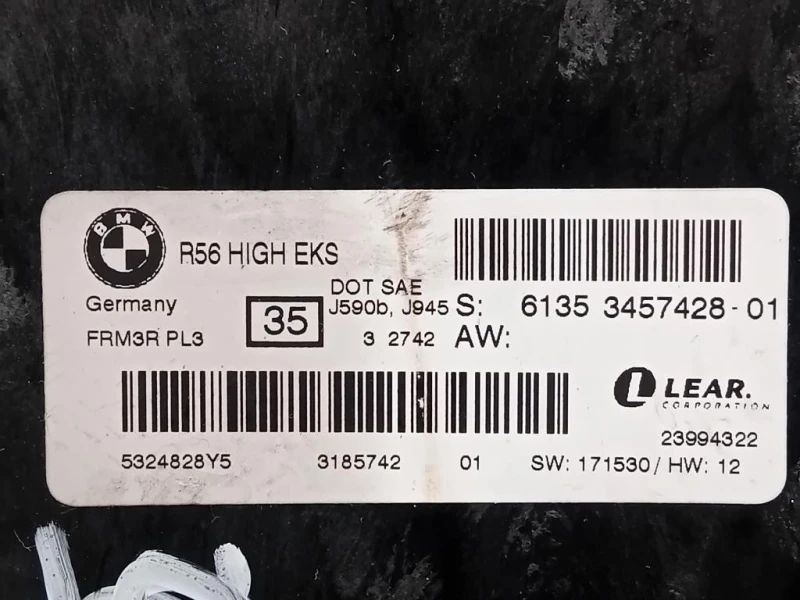 BMW
R56 HIGH EKS
Germany
FRM3R PL3
35
DOT SAE
J590b, J945
3 2742
S: 6135 3457428-01
AW:
LEAR.
CORPORATION
23994322
5324828Y5 3185742 01 SW: 171530 / HW: 12